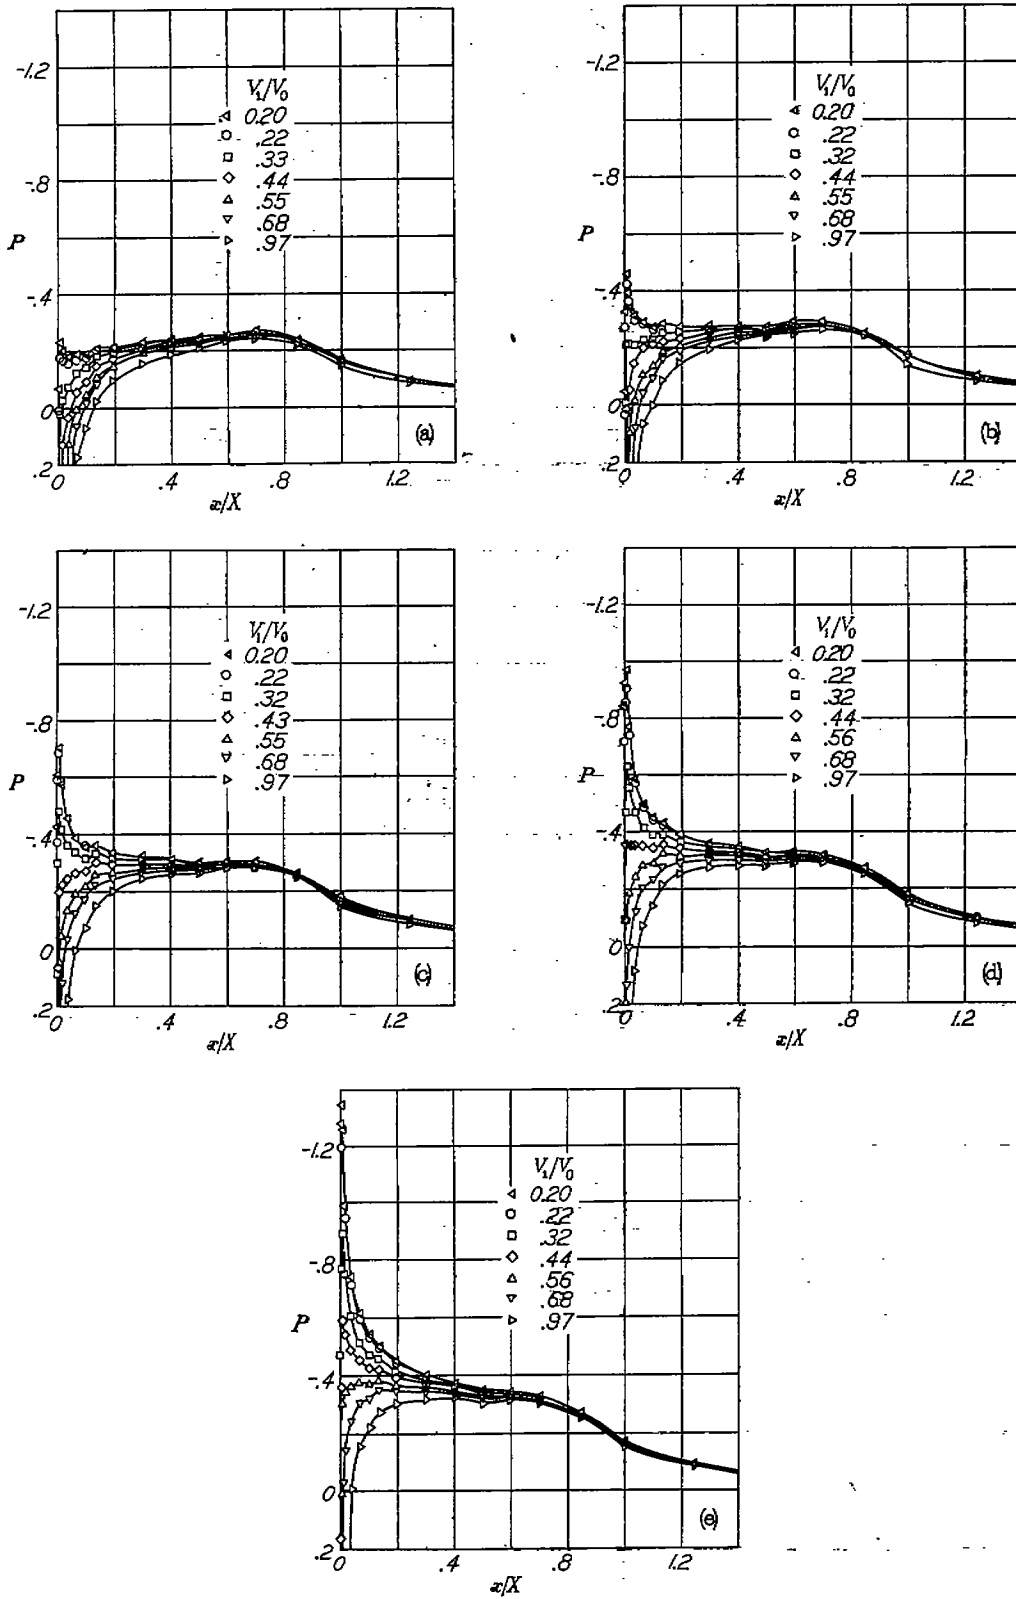 -1.2
-.8
P
-.4
0
.2
V₁/V₀
0.20
.22
.33
.44
.55
.68
.97
(a)
0 .4 .8 1.2
x/X
-1.2
-.8
P
-.4
0
.2
V₁/V₀
0.20
.22
.32
.44
.55
.68
.97
(b)
0 .4 .8 1.2
x/X
-1.2
-.8
P
-.4
0
.2
V₁/V₀
0.20
.22
.32
.43
.55
.68
.97
(c)
0 .4 .8 1.2
x/X
-1.2
-.8
P
-.4
0
.2
V₁/V₀
0.20
.22
.32
.44
.56
.68
.97
(d)
0 .4 .8 1.2
x/X
-1.2
-.8
P
-.4
0
.2
V₁/V₀
0.20
.22
.32
.44
.56
.68
.97
(e)
0 .4 .8 1.2
x/X